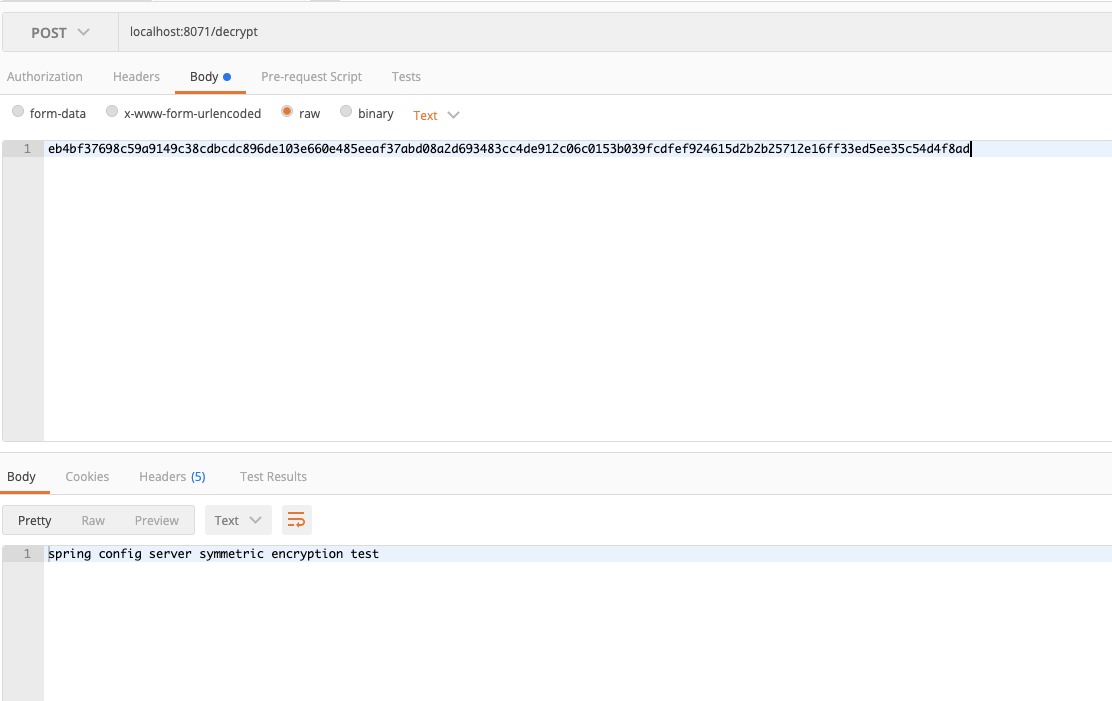 POST localhost:8071/decrypt
Authorization Headers Body Pre-request Script Tests
form-data x-www-form-urlencoded raw binary Text
1 eb4bf37698c59a9149c38cdbcdc896de103e660e485eeaf37abd08a2d693483cc4de912c06c0153b039fcdfef924615d2b2b25712e16ff33ed5ee35c54d4f8ad
Body Cookies Headers (5) Test Results
Pretty Raw Preview Text
1 spring config server symmetric encryption test